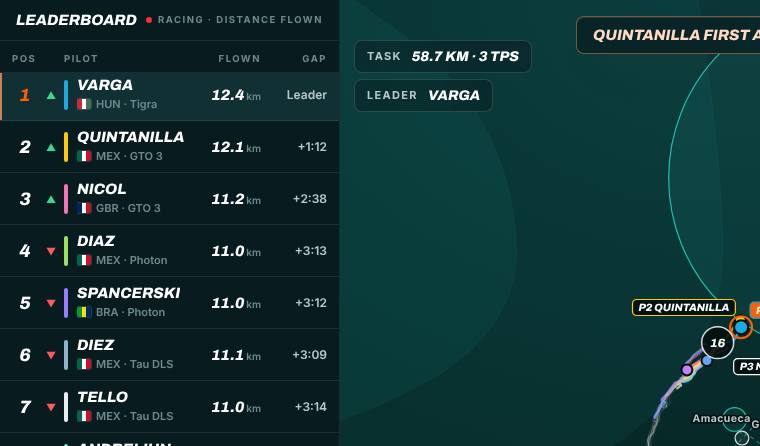 LEADERBOARD RACING · DISTANCE FLOWN
POS PILOT FLOWN GAP
1 VARGA 12.4 km Leader
HUN · Tigra
2 QUINTANILLA 12.1 km +1:12
MEX · GTO 3
3 NICOL 11.2 km +2:38
GBR · GTO 3
4 DIAZ 11.0 km +3:13
MEX · Photon
5 SPANCERSKI 11.0 km +3:12
BRA · Photon
6 DIEZ 11.1 km +3:09
MEX · Tau DLS
7 TELLO 11.0 km +3:14
MEX · Tau DLS
TASK 58.7 KM · 3 TPS
LEADER VARGA
QUINTANILLA FIRST A
P2 QUINTANILLA
16
P3 N
Amacueca